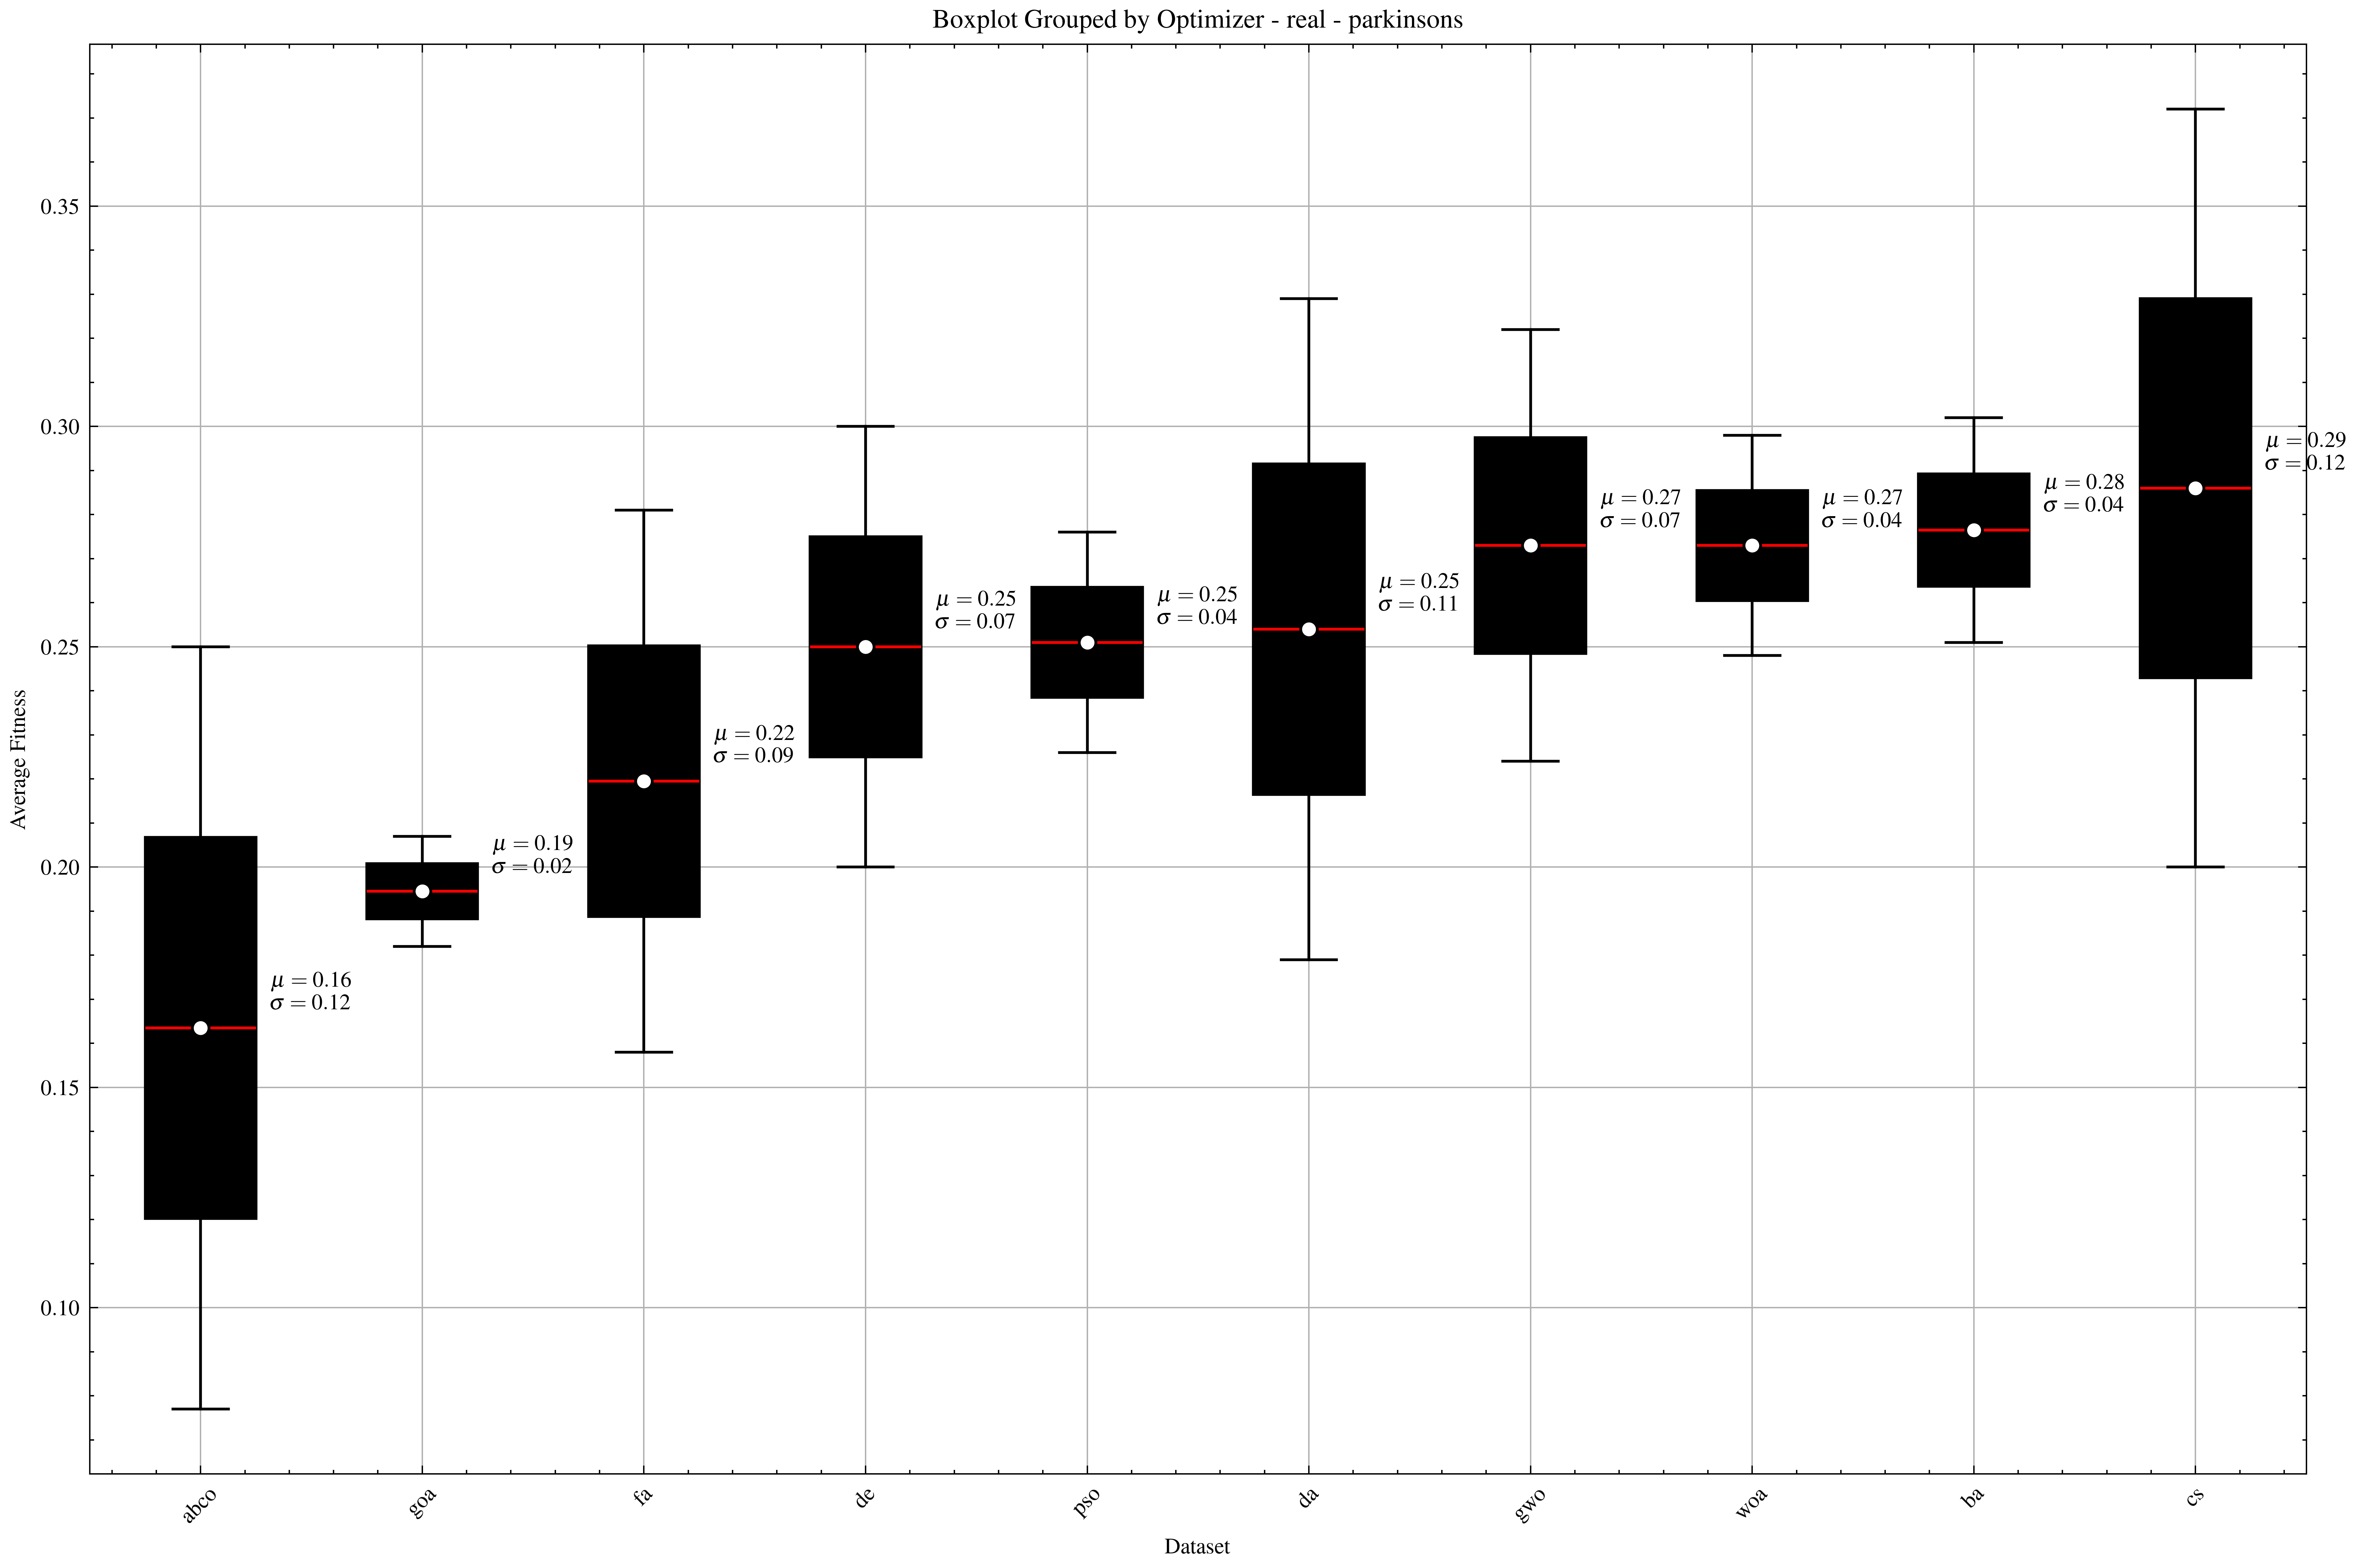 Boxplot Grouped by Optimizer - real - parkinsons
Average Fitness
0.35
0.30
0.25
0.20
0.15
0.10
μ = 0.16
σ = 0.12
μ = 0.19
σ = 0.02
μ = 0.22
σ = 0.09
μ = 0.25
σ = 0.07
μ = 0.25
σ = 0.04
μ = 0.25
σ = 0.11
μ = 0.27
σ = 0.07
μ = 0.27
σ = 0.04
μ = 0.28
σ = 0.04
μ = 0.29
σ = 0.12
abco
goa
fa
de
pso
da
gwo
woa
ba
cs
Dataset